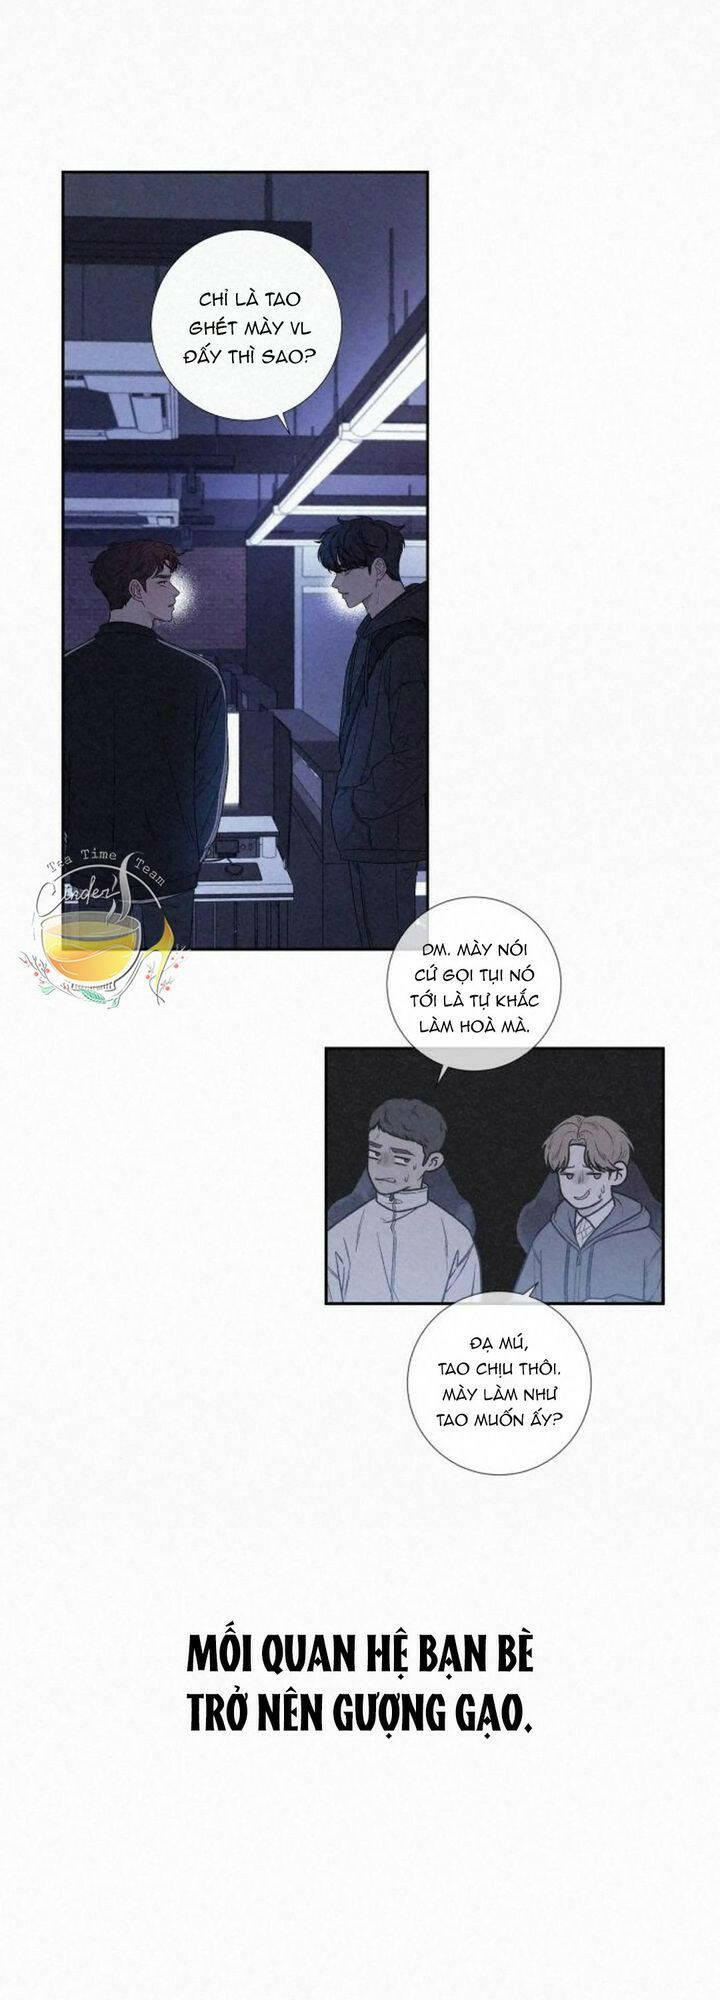 CHỈ LÀ TAO
GHÉT MÀY VL
ĐẤY THÌ SAO?
Tea Time Team
Cinder
ĐM. MÀY NÓI
CỨ GỌI TỤI NÓ
TỚI LÀ TỰ KHẮC
LÀM HOÀ MÀ.
ĐẠ MÚ,
TAO CHỊU THÔI.
MÀY LÀM NHƯ
TAO MUỐN ẤY?
MỐI QUAN HỆ BẠN BÈ
TRỞ NÊN GƯỢNG GẠO.